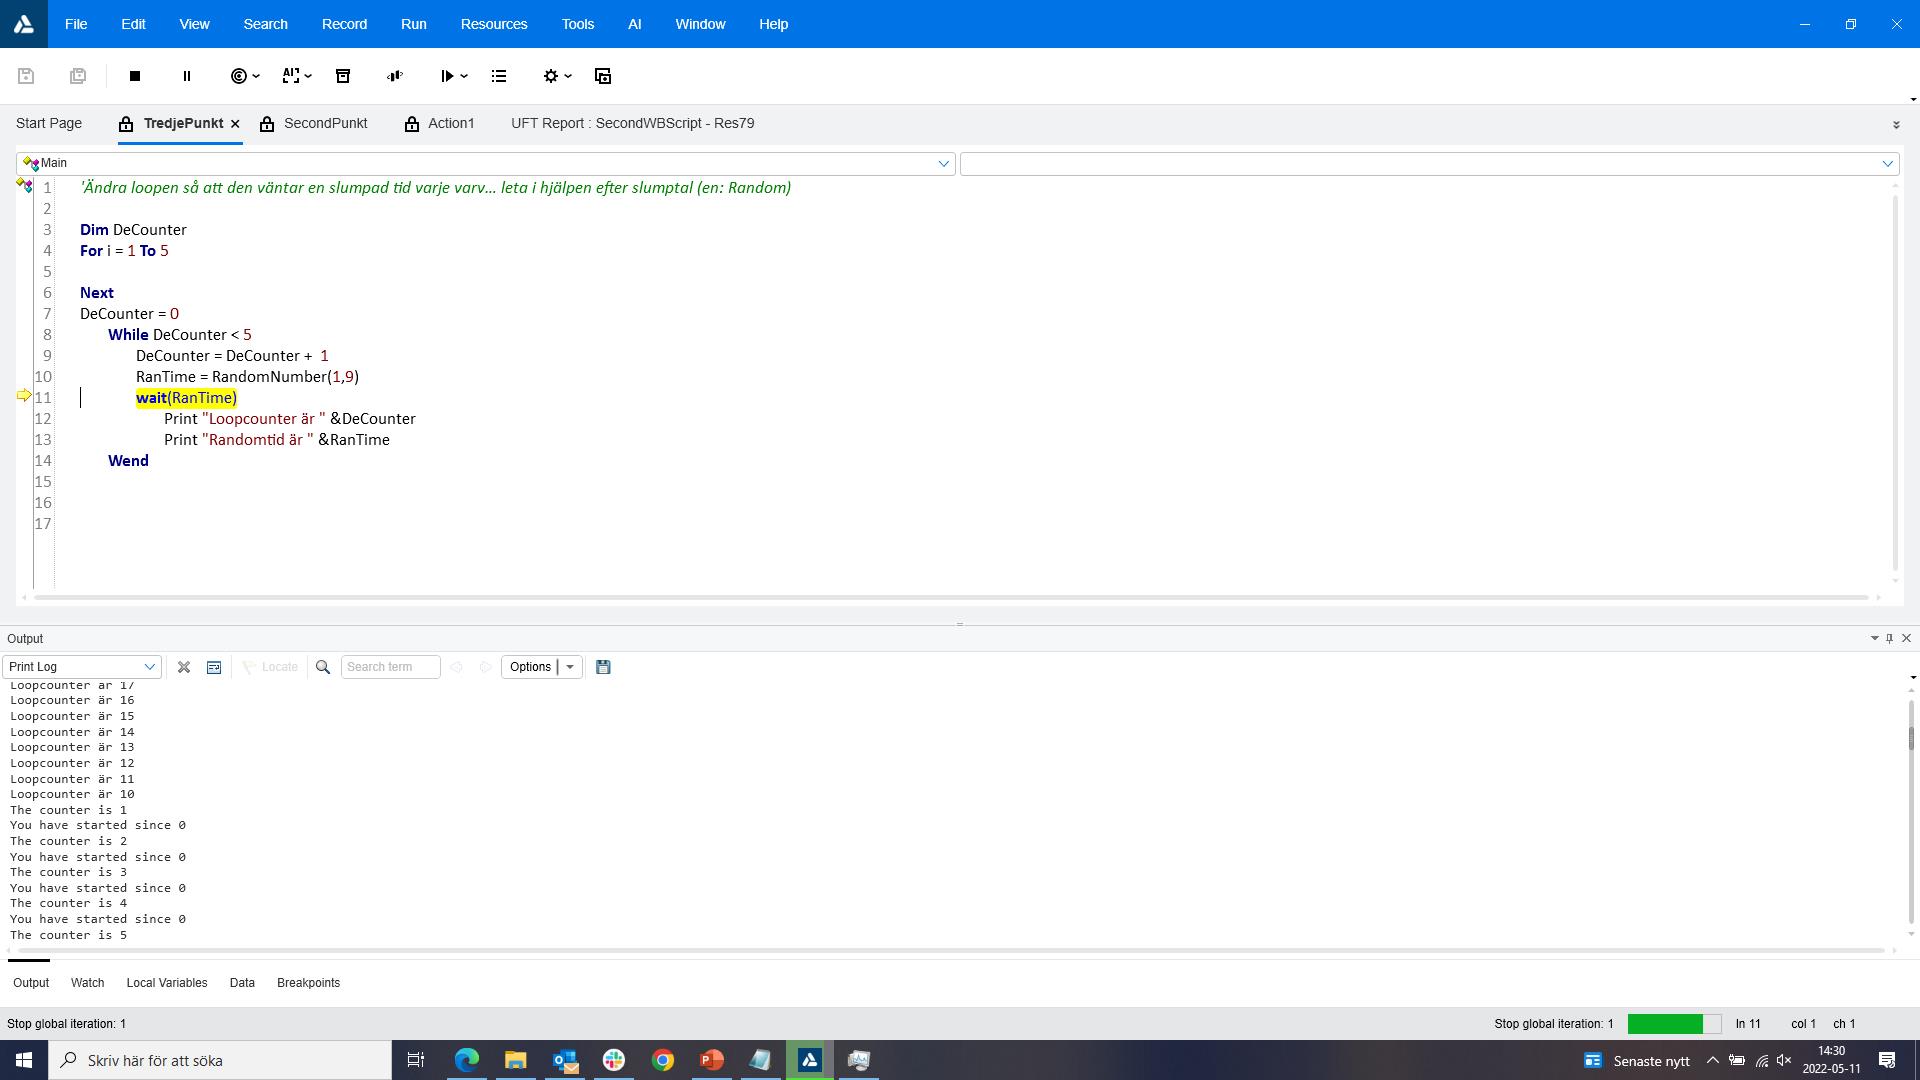 File Edit View Search Record Run Resources Tools AI Window Help
Start Page TredjePunkt SecondPunkt Action1 UFT Report : SecondWBScript - Res79
Main
1 'Ändra loopen så att den väntar en slumpad tid varje varv... leta i hjälpen efter slumptal (en: Random)
2
3 Dim DeCounter
4 For i = 1 To 5
5
6 Next
7 DeCounter = 0
8 While DeCounter < 5
9 DeCounter = DeCounter + 1
10 RanTime = RandomNumber(1,9)
11 wait(RanTime)
12 Print "Loopcounter är " &DeCounter
13 Print "Randomtid är " &RanTime
14 Wend
15
16
17
Output
Print Log Locate Search term Options
Loopcounter är 17
Loopcounter är 16
Loopcounter är 15
Loopcounter är 14
Loopcounter är 13
Loopcounter är 12
Loopcounter är 11
Loopcounter är 10
The counter is 1
You have started since 0
The counter is 2
You have started since 0
The counter is 3
You have started since 0
The counter is 4
You have started since 0
The counter is 5
Output Watch Local Variables Data Breakpoints
Stop global iteration: 1 Stop global iteration: 1 ln 11 col 1 ch 1
Skriv här för att söka Senaste nytt 14:30
2022-05-11